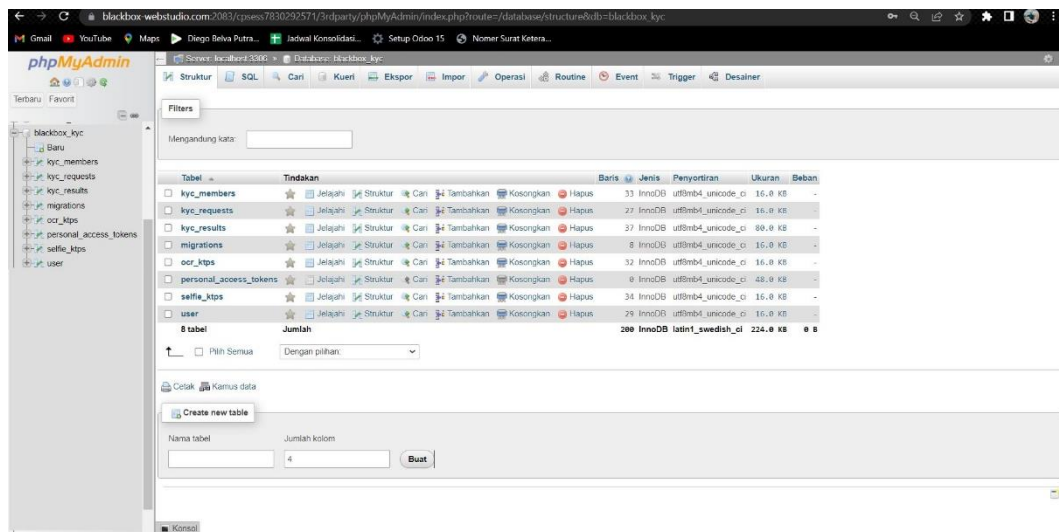 blackbox-webstudio.com:2083/cpsess7830292571/3rdparty/phpMyAdmin/index.php?route=/database/structure&db=blackbox_kyc
Gmail YouTube Maps Diego Belva Putra... Jadwal Konsolidasi... Setup Odoo 15 Nomer Surat Ketera...
phpMyAdmin
Terbaru Favorit
blackbox_kyc
Baru
kyc_members
kyc_requests
kyc_results
migrations
ocr_ktps
personal_access_tokens
selfie_ktps
user
Server: localhost:3306 » Database: blackbox_kyc
Struktur SQL Cari Kueri Ekspor Impor Operasi Routine Event Trigger Desainer
Filters
Mengandung kata:
Tabel Tindakan Baris Jenis Penyortiran Ukuran Beban
kyc_members Jelajahi Struktur Cari Tambahkan Kosongkan Hapus 33 InnoDB utf8mb4_unicode_ci 16.0 KB -
kyc_requests Jelajahi Struktur Cari Tambahkan Kosongkan Hapus 27 InnoDB utf8mb4_unicode_ci 16.0 KB -
kyc_results Jelajahi Struktur Cari Tambahkan Kosongkan Hapus 37 InnoDB utf8mb4_unicode_ci 80.0 KB -
migrations Jelajahi Struktur Cari Tambahkan Kosongkan Hapus 8 InnoDB utf8mb4_unicode_ci 16.0 KB -
ocr_ktps Jelajahi Struktur Cari Tambahkan Kosongkan Hapus 32 InnoDB utf8mb4_unicode_ci 16.0 KB -
personal_access_tokens Jelajahi Struktur Cari Tambahkan Kosongkan Hapus 0 InnoDB utf8mb4_unicode_ci 48.0 KB -
selfie_ktps Jelajahi Struktur Cari Tambahkan Kosongkan Hapus 34 InnoDB utf8mb4_unicode_ci 16.0 KB -
user Jelajahi Struktur Cari Tambahkan Kosongkan Hapus 29 InnoDB utf8mb4_unicode_ci 16.0 KB -
8 tabel Jumlah 200 InnoDB latin1_swedish_ci 224.0 KB 0 B
Pilih Semua Dengan pilihan:
Cetak Kamus data
Create new table
Nama tabel Jumlah kolom
4 Buat
Konsol